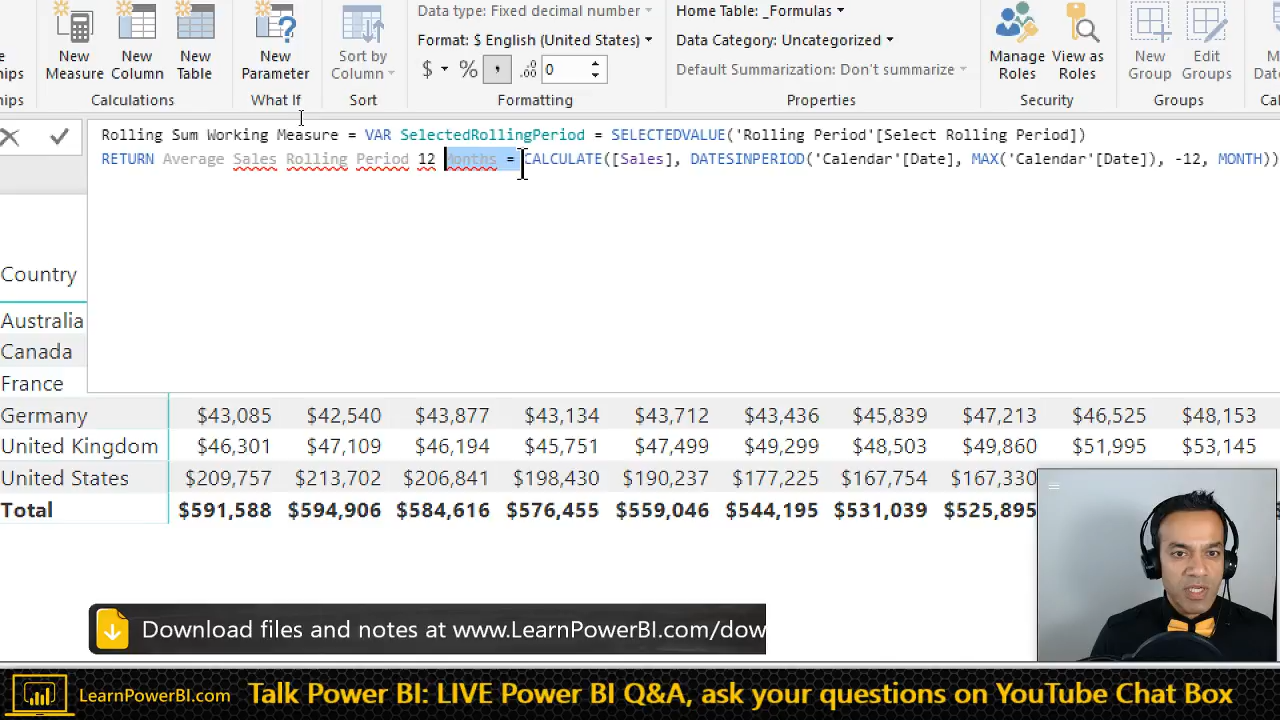 Data type: Fixed decimal number
Home Table: _Formulas
New Measure
New Column
New Table
New Parameter
Sort by Column
Format: $ English (United States)
Data Category: Uncategorized
$ % , .00 0
Default Summarization: Don't summarize
Manage Roles
View as Roles
New Group
Edit Groups
Calculations
What If
Sort
Formatting
Properties
Security
Groups
Rolling Sum Working Measure = VAR SelectedRollingPeriod = SELECTEDVALUE('Rolling Period'[Select Rolling Period])
RETURN Average Sales Rolling Period 12 Months = CALCULATE([Sales], DATESINPERIOD('Calendar'[Date], MAX('Calendar'[Date]), -12, MONTH))
Country
Australia
Canada
France
Germany $43,085 $42,540 $43,877 $43,134 $43,712 $43,436 $45,839 $47,213 $46,525 $48,153
United Kingdom $46,301 $47,109 $46,194 $45,751 $47,499 $49,299 $48,503 $49,860 $51,995 $53,145
United States $209,757 $213,702 $206,841 $198,430 $190,237 $177,225 $167,754 $167,330
Total $591,588 $594,906 $584,616 $576,455 $559,046 $544,195 $531,039 $525,895
Download files and notes at www.LearnPowerBI.com/dow
LearnPowerBI.com
Talk Power BI: LIVE Power BI Q&A, ask your questions on YouTube Chat Box